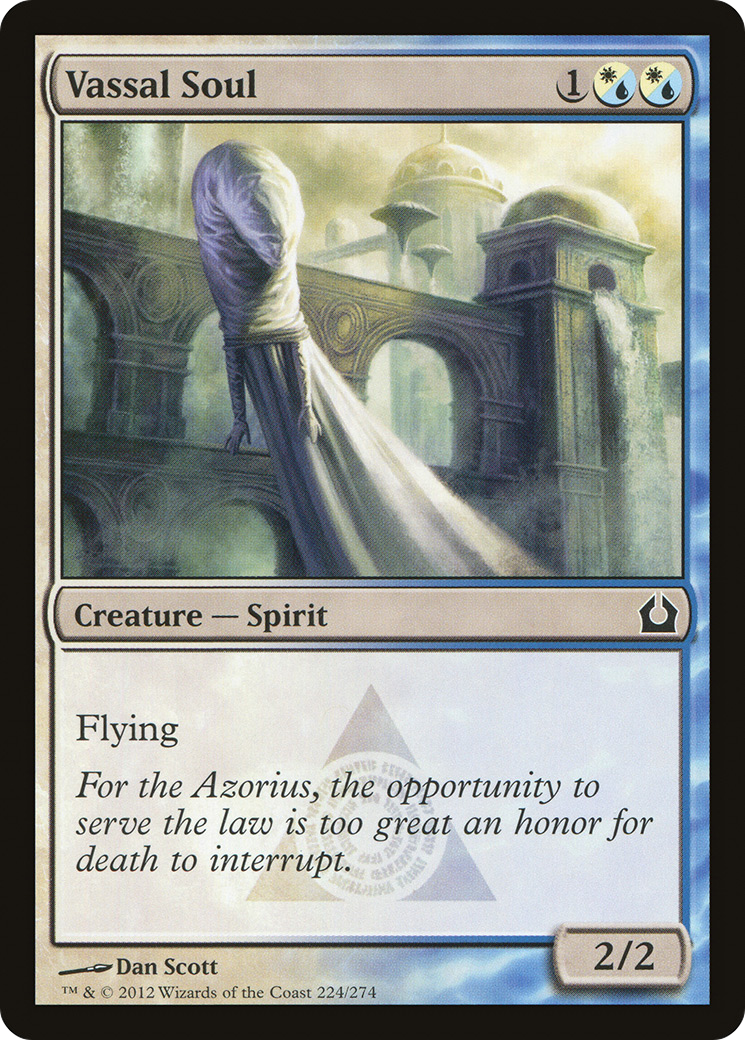 Vassal Soul 1
Creature — Spirit
Flying
For the Azorius, the opportunity to
serve the law is too great an honor for
death to interrupt.
2/2
Dan Scott
™ & © 2012 Wizards of the Coast 224/274